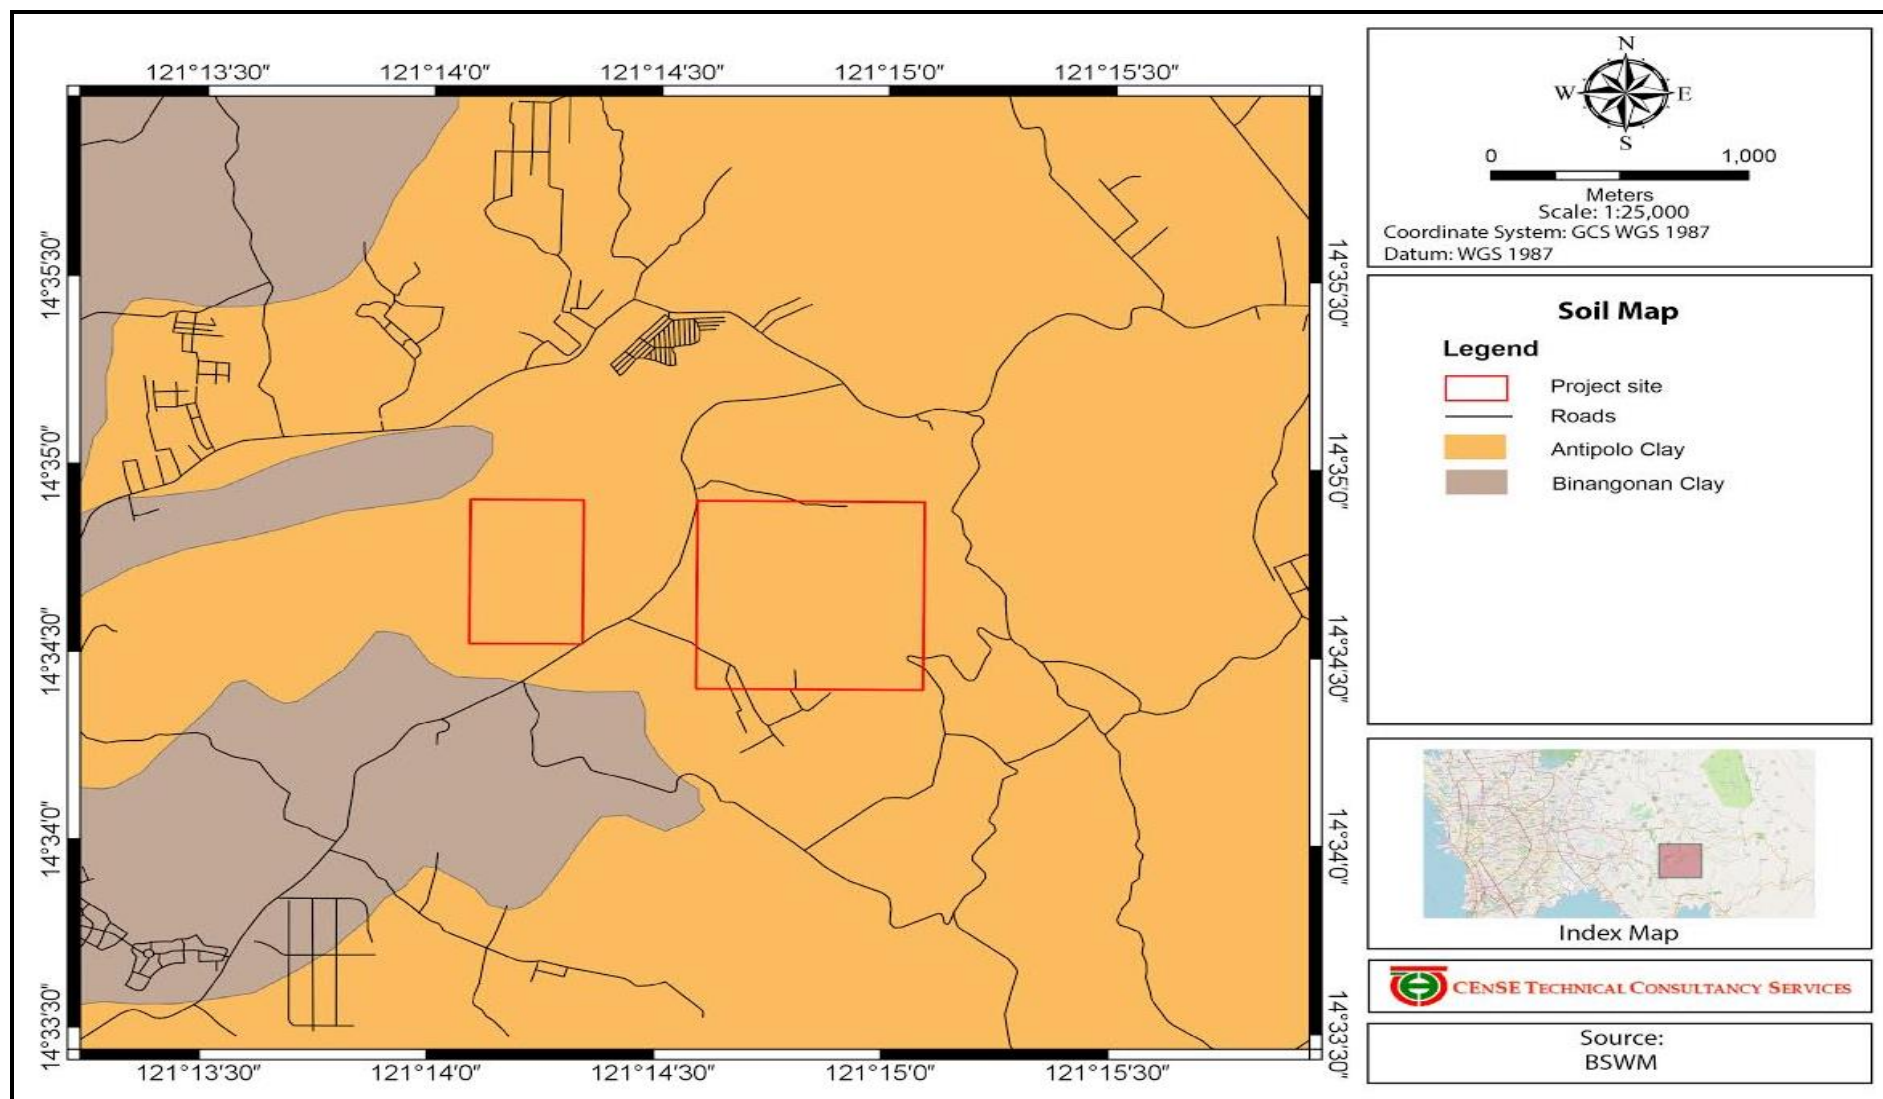 121°13'30" 121°14'0" 121°14'30" 121°15'0" 121°15'30"
14°35'30"
14°35'0"
14°34'30"
14°34'0"
14°33'30"
14°35'30"
14°35'0"
14°34'30"
14°34'0"
14°33'30"
121°13'30" 121°14'0" 121°14'30" 121°15'0" 121°15'30"
N
W E
S
0 1,000
Meters
Scale: 1:25,000
Coordinate System: GCS WGS 1987
Datum: WGS 1987
Soil Map
Legend
Project site
Roads
Antipolo Clay
Binangonan Clay
Index Map
CENSE TECHNICAL CONSULTANCY SERVICES
Source:
BSWM